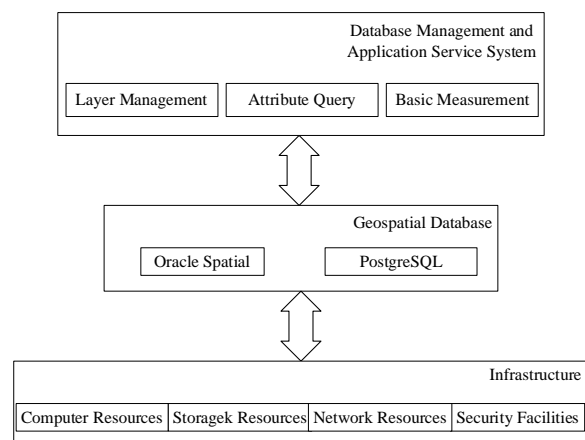 Database Management and
Application Service System
Layer Management
Attribute Query
Basic Measurement
Geospatial Database
Oracle Spatial
PostgreSQL
Infrastructure
Computer Resources
Storagek Resources
Network Resources
Security Facilities